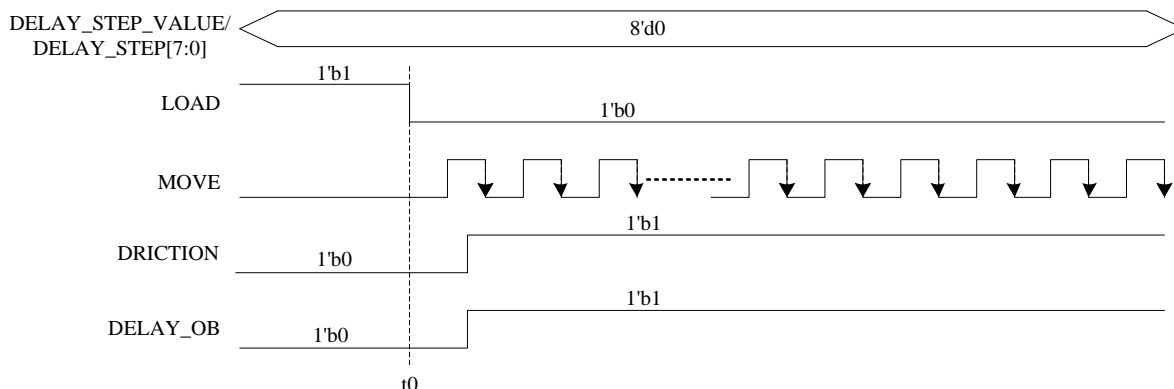 DELAY_STEP_VALUE/
DELAY_STEP[7:0]
8'd0
1'b1
LOAD
1'b0
MOVE
1'b1
DRICTION
1'b0
1'b1
DELAY_OB
1'b0
t0